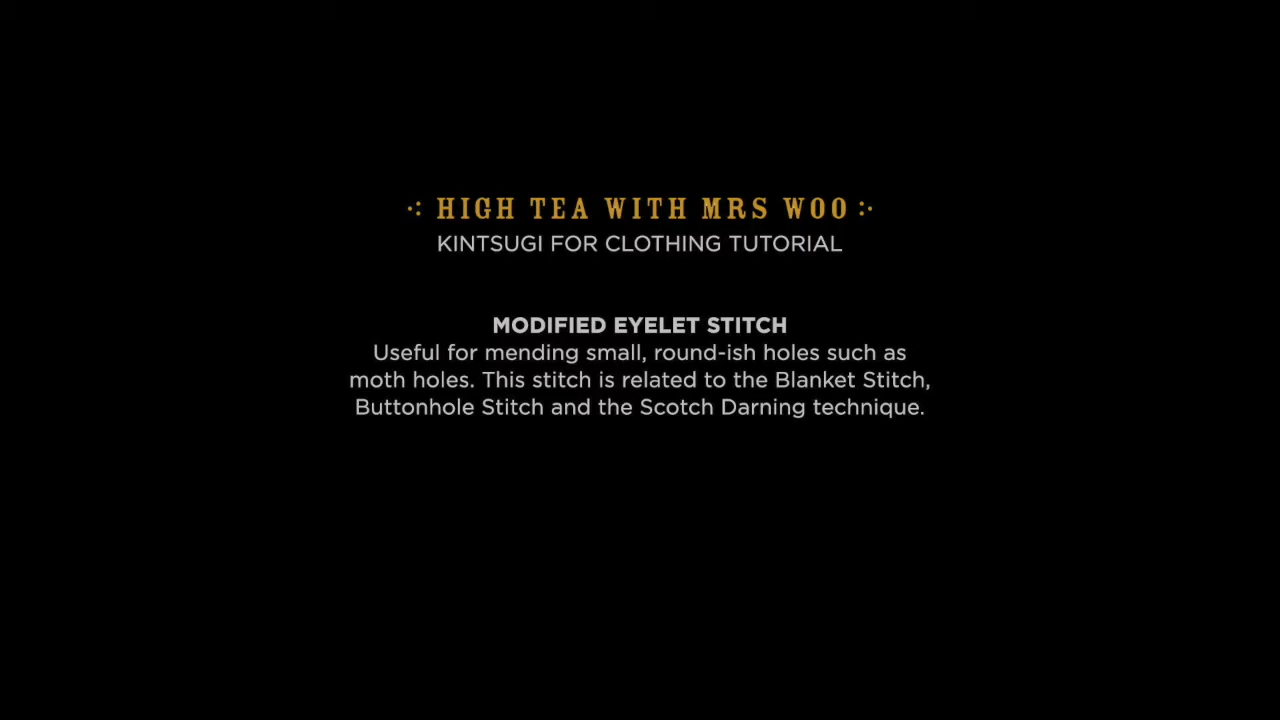 HIGH TEA WITH MRS WOO
KINTSUGI FOR CLOTHING TUTORIAL
MODIFIED EYELET STITCH
Useful for mending small, round-ish holes such as
moth holes. This stitch is related to the Blanket Stitch,
Buttonhole Stitch and the Scotch Darning technique.